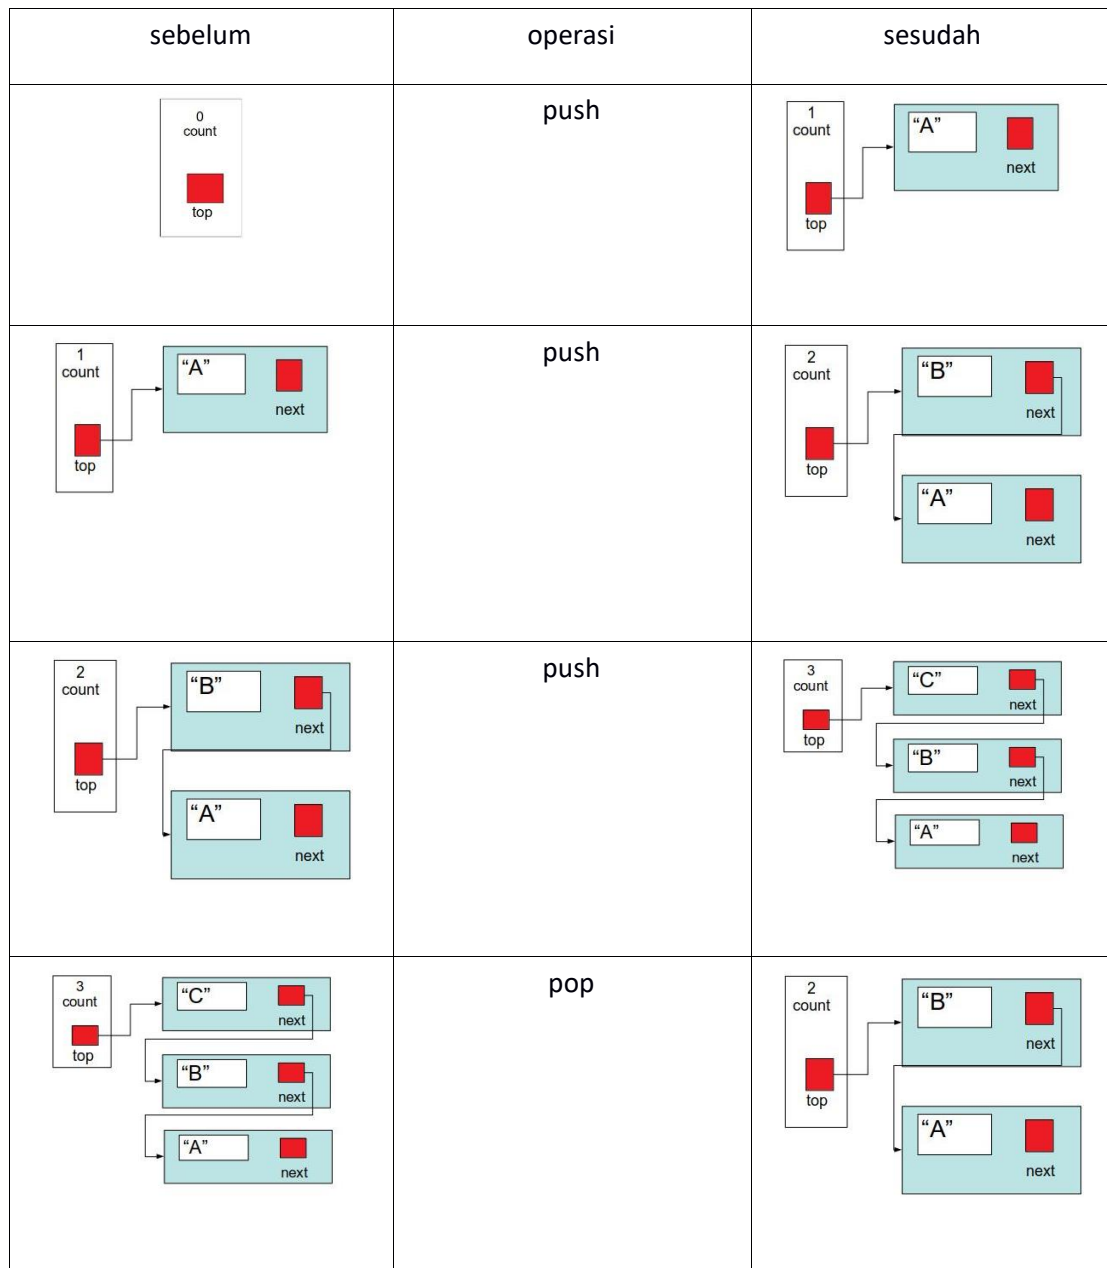 sebelum operasi sesudah
0
count
top
push
1
count
top
“A”
next
1
count
top
“A”
next
push
2
count
top
“B”
next
“A”
next
2
count
top
“B”
next
“A”
next
push
3
count
top
“C”
next
“B”
next
“A”
next
3
count
top
“C”
next
“B”
next
“A”
next
pop
2
count
top
“B”
next
“A”
next